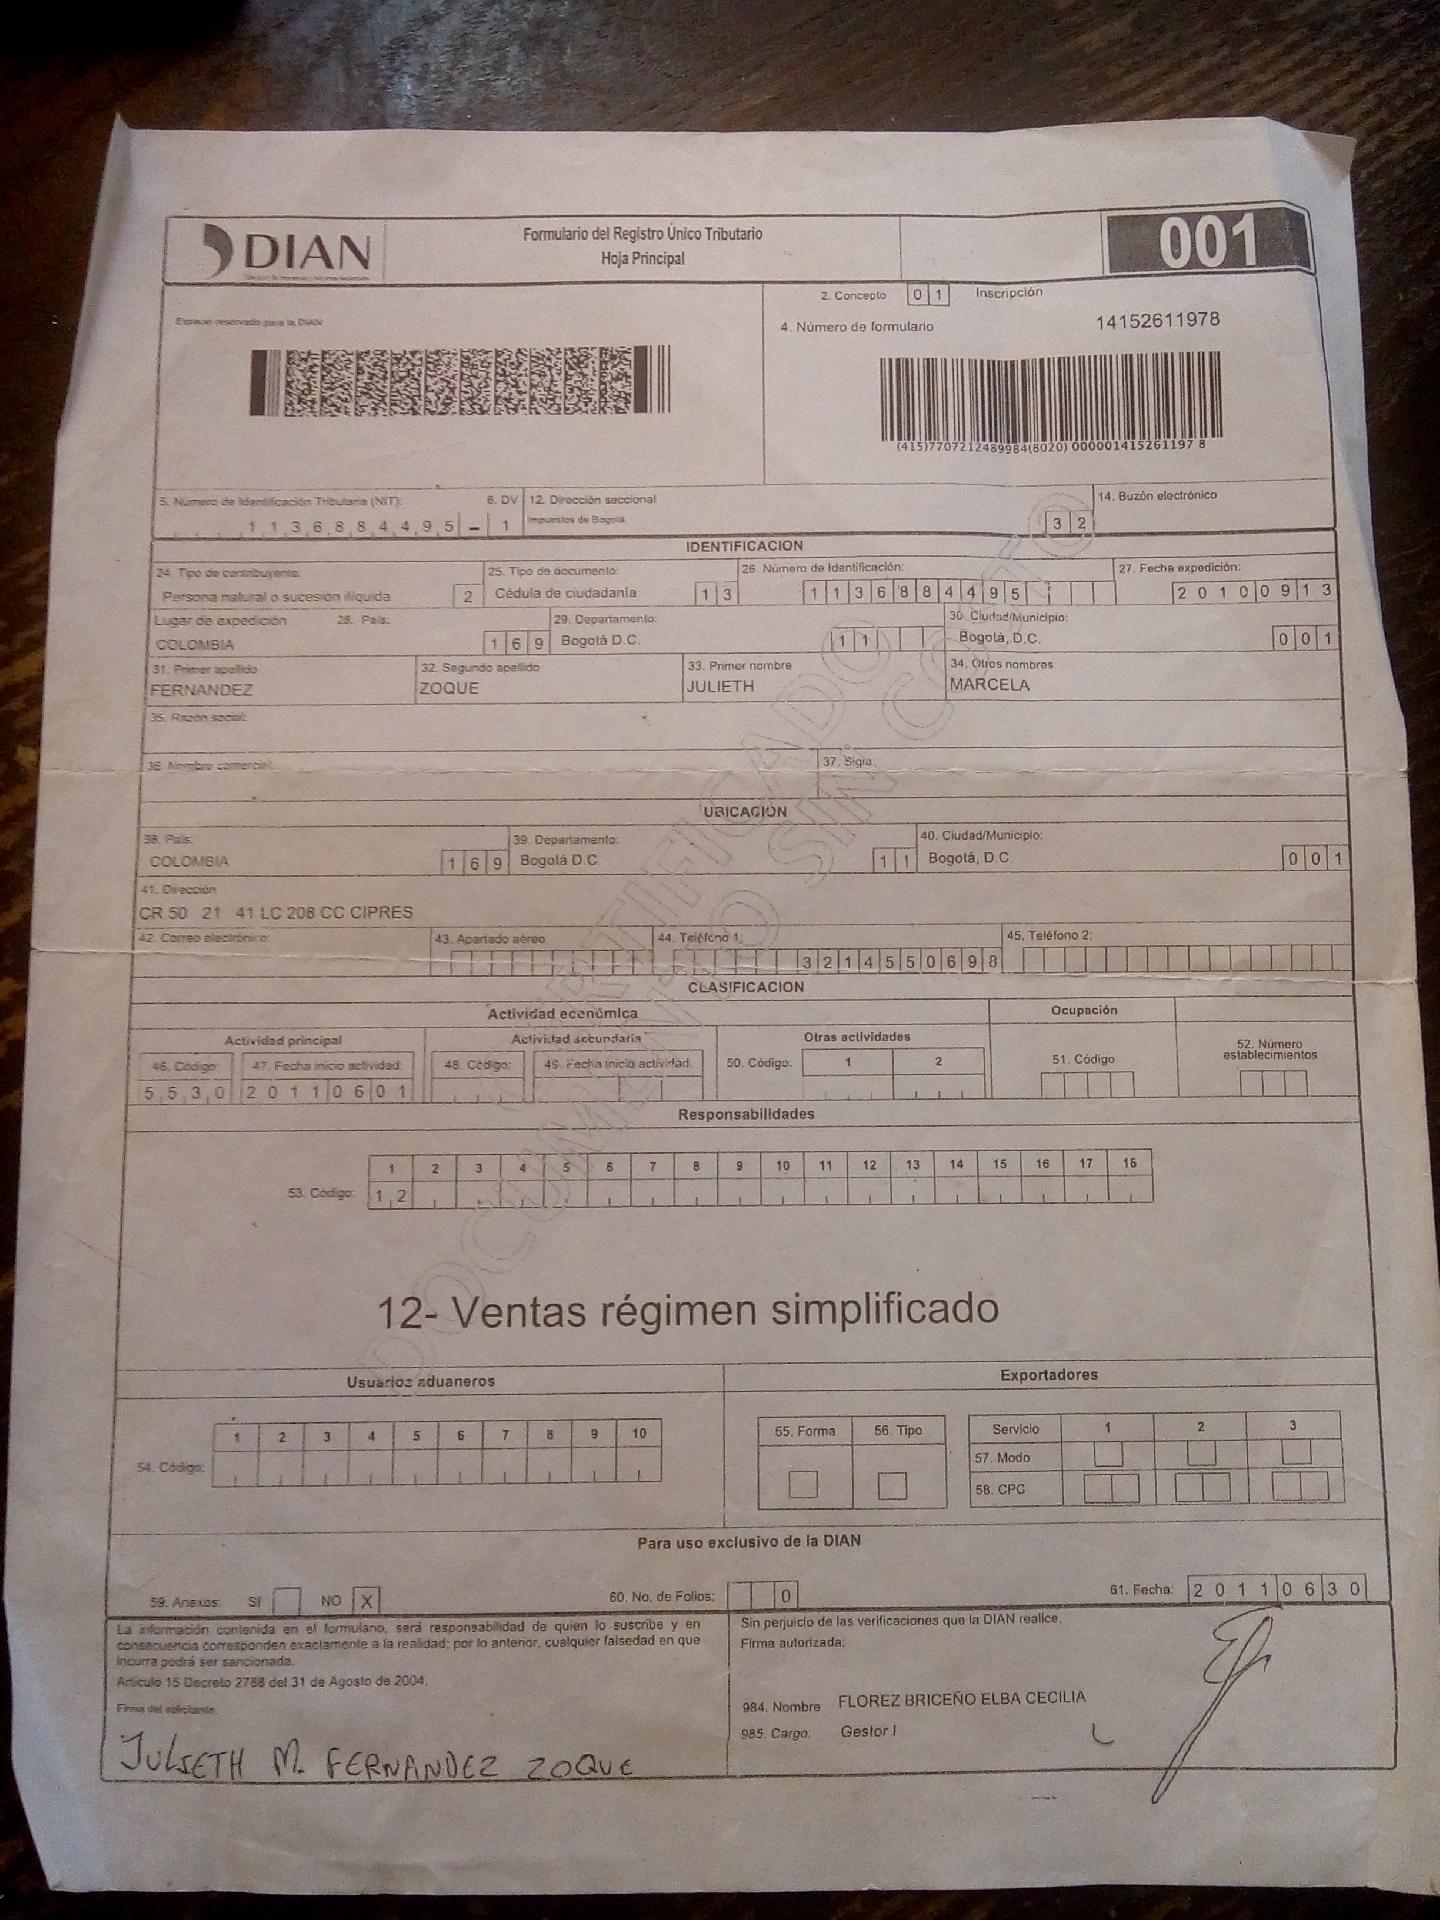 DIAN
Formulario del Registro Único Tributario
Hoja Principal
001
2. Concepto 0 1 Inscripción
Espacio reservado para la DIAN
4. Número de formulario 14152611978
(415)7707212489984(8020) 000001415261197 8
5. Número de Identificación Tributaria (NIT): 6. DV 12. Dirección seccional 14. Buzón electrónico
1 1 3 6 8 8 4 4 9 5 - 1 Impuestos de Bogotá 3 2
IDENTIFICACION
24. Tipo de contribuyente: 25. Tipo de documento: 26. Número de Identificación: 27. Fecha expedición:
Persona natural o sucesión ilíquida 2 Cédula de ciudadanía 1 3 1 1 3 6 8 8 4 4 9 5 2 0 1 0 0 9 1 3
Lugar de expedición 28. País: 29. Departamento: 30. Ciudad/Municipio:
COLOMBIA 1 6 9 Bogotá D.C. 1 1 Bogotá, D.C. 0 0 1
31. Primer apellido 32. Segundo apellido 33. Primer nombre 34. Otros nombres
FERNANDEZ ZOQUE JULIETH MARCELA
35. Razón social:
36. Nombre comercial: 37. Sigla:
UBICACIÓN
38. País: 39. Departamento: 40. Ciudad/Municipio:
COLOMBIA 1 6 9 Bogotá D.C. 1 1 Bogotá, D.C. 0 0 1
41. Dirección
CR 50 21 41 LC 208 CC CIPRES
42. Correo electrónico: 43. Apartado aéreo 44. Teléfono 1: 45. Teléfono 2:
3 2 1 4 5 5 0 6 9 8
CLASIFICACION
Actividad económica Ocupación
Actividad principal Actividad secundaria Otras actividades 52. Número establecimientos
46. Código: 47. Fecha inicio actividad: 48. Código: 49. Fecha inicio actividad: 50. Código: 1 2 51. Código
5 5 3 0 2 0 1 1 0 6 0 1
Responsabilidades
1 2 3 4 5 6 7 8 9 10 11 12 13 14 15 16 17 18
53. Código: 1 2
12- Ventas régimen simplificado
DOCUMENTO SIN COSTO
CERTIFICADO
Usuarios aduaneros Exportadores
1 2 3 4 5 6 7 8 9 10 55. Forma 56. Tipo Servicio 1 2 3
54. Código: 57. Modo
58. CPC
Para uso exclusivo de la DIAN
59. Anexos: SI NO X 60. No. de Folios: 0 61. Fecha: 2 0 1 1 0 6 3 0
La información contenida en el formulario, será responsabilidad de quien lo suscribe y en
consecuencia corresponden exactamente a la realidad; por lo anterior, cualquier falsedad en que
incurra podrá ser sancionada.
Artículo 15 Decreto 2788 del 31 de Agosto de 2004.
Firma del solicitante:
JULIETH M. FERNANDEZ ZOQUE
Sin perjuicio de las verificaciones que la DIAN realice.
Firma autorizada:
984. Nombre FLOREZ BRICEÑO ELBA CECILIA
985. Cargo: Gestor I